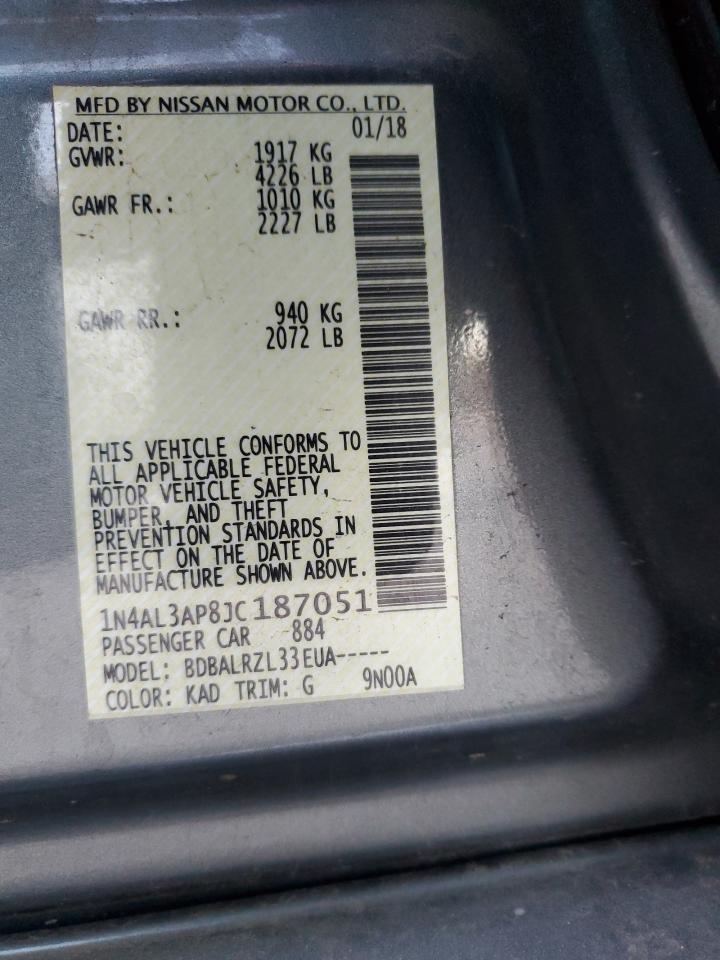 MFD BY NISSAN MOTOR CO., LTD.
DATE: 01/18
GVWR: 1917 KG
4226 LB
GAWR FR.: 1010 KG
2227 LB
GAWR RR.: 940 KG
2072 LB
THIS VEHICLE CONFORMS TO
ALL APPLICABLE FEDERAL
MOTOR VEHICLE SAFETY,
BUMPER, AND THEFT
PREVENTION STANDARDS IN
EFFECT ON THE DATE OF
MANUFACTURE SHOWN ABOVE.
1N4AL3AP8JC187051
PASSENGER CAR 884
MODEL: BDBALRZL33EUA-----
COLOR: KAD TRIM: G 9N00A